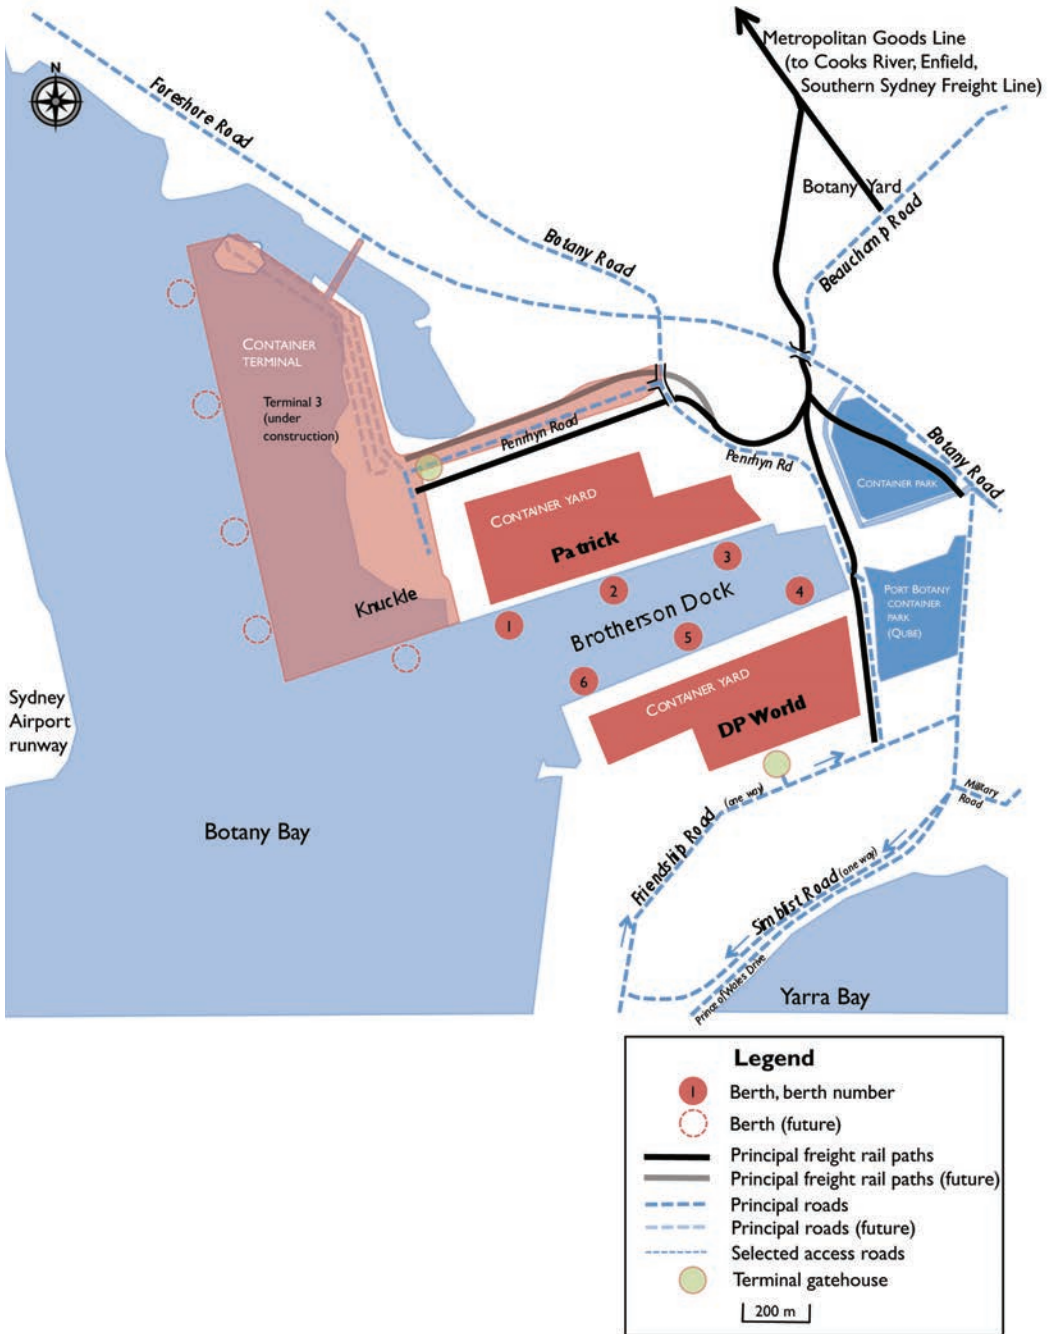 Metropolitan Goods Line
(to Cooks River, Enfield,
Southern Sydney Freight Line)
N
Foreshore Road
Botany Yard
Beauchamp Road
Botany Road
CONTAINER
TERMINAL
Terminal 3
(under
construction)
Penrhyn Road
Penrhyn Rd
Botany Road
CONTAINER PARK
CONTAINER YARD
Patrick
3
2
4
1
Brotherson Dock
5
6
Knuckle
PORT BOTANY
CONTAINER
PARK
(QUBE)
CONTAINER YARD
DP World
Sydney
Airport
runway
Botany Bay
Friendship Road (one way)
Military
Road
Simblist Road (one way)
Prince of Wales Drive
Yarra Bay
Legend
1 Berth, berth number
Berth (future)
Principal freight rail paths
Principal freight rail paths (future)
Principal roads
Principal roads (future)
Selected access roads
Terminal gatehouse
200 m